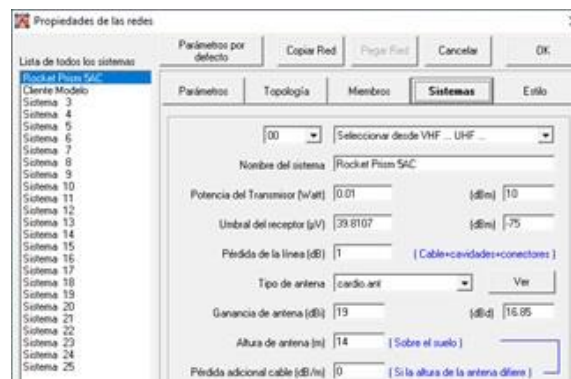 Propiedades de las redes
Lista de todos los sistemas
Parámetros por defecto
Copiar Red
Pegar Red
Cancelar
OK
Rocket Prism 5AC
Cliente Modelo
Sistema 3
Sistema 4
Sistema 5
Sistema 6
Sistema 7
Sistema 8
Sistema 9
Sistema 10
Sistema 11
Sistema 12
Sistema 13
Sistema 14
Sistema 15
Sistema 16
Sistema 17
Sistema 18
Sistema 19
Sistema 20
Sistema 21
Sistema 22
Sistema 23
Sistema 24
Sistema 25
Parámetros Topología Miembros Sistemas Estilo
00 Seleccionar desde VHF ... UHF ...
Nombre del sistema Rocket Prism 5AC
Potencia del Transmisor (Watt) 0.01 (dBm) 10
Umbral del receptor (µV) 39.8107 (dBm) -75
Pérdida de la línea (dB) 1 ( Cable+cavidades+conectores )
Tipo de antena cardio.ant Ver
Ganancia de antena (dBi) 19 (dBd) 16.85
Altura de antena (m) 14 ( Sobre el suelo )
Pérdida adicional cable (dB/m) 0 ( Si la altura de la antena difiere )